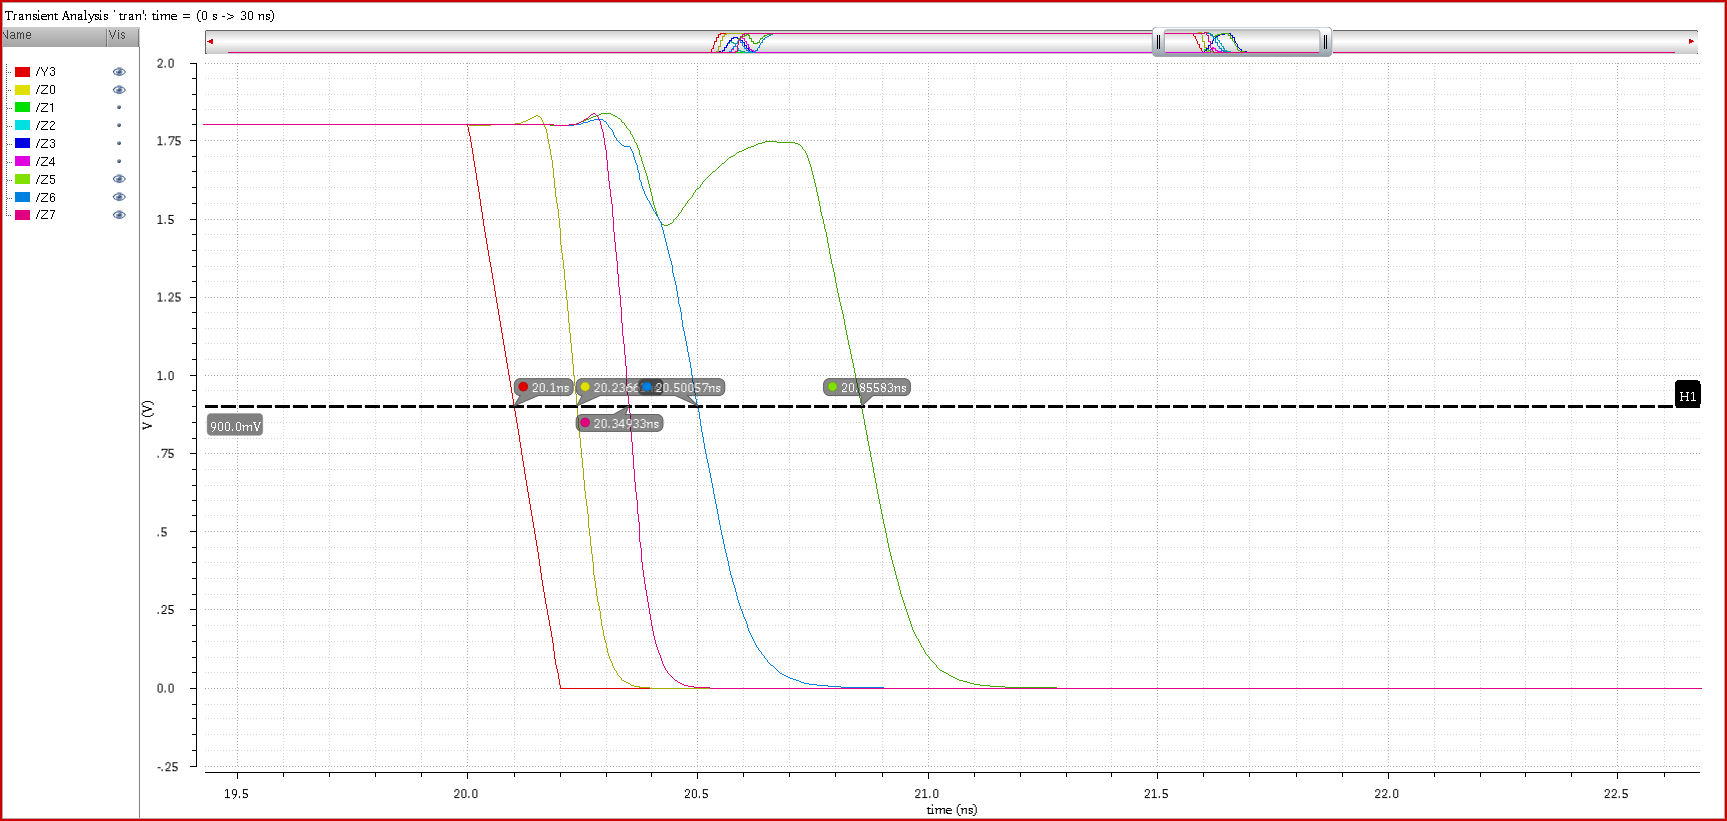 Transient Analysis `tran': time = (0 s -> 30 ns)
Name Vis
/Y3
/Z0
/Z1
/Z2
/Z3
/Z4
/Z5
/Z6
/Z7
2.0
1.75
1.5
1.25
1.0
.75
.5
.25
0.0
-.25
V (V)
20.1ns
20.50057ns
20.85583ns
20.34933ns
H1
900.0mV
19.5 20.0 20.5 21.0 21.5 22.0 22.5
time (ns)